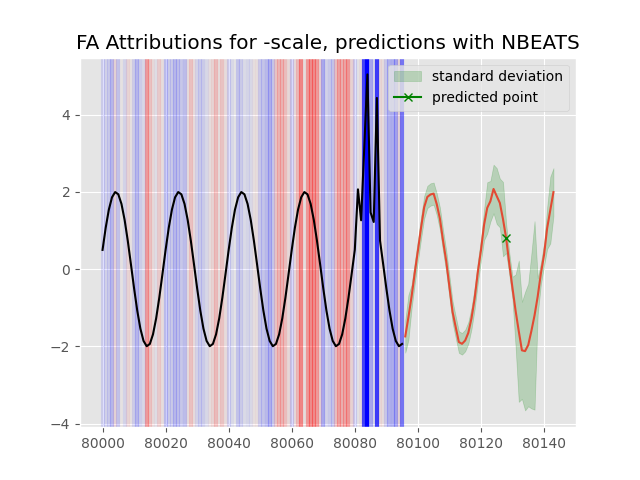 FA Attributions for -scale, predictions with NBEATS
standard deviation
predicted point
4
2
0
−2
−4
80000 80020 80040 80060 80080 80100 80120 80140